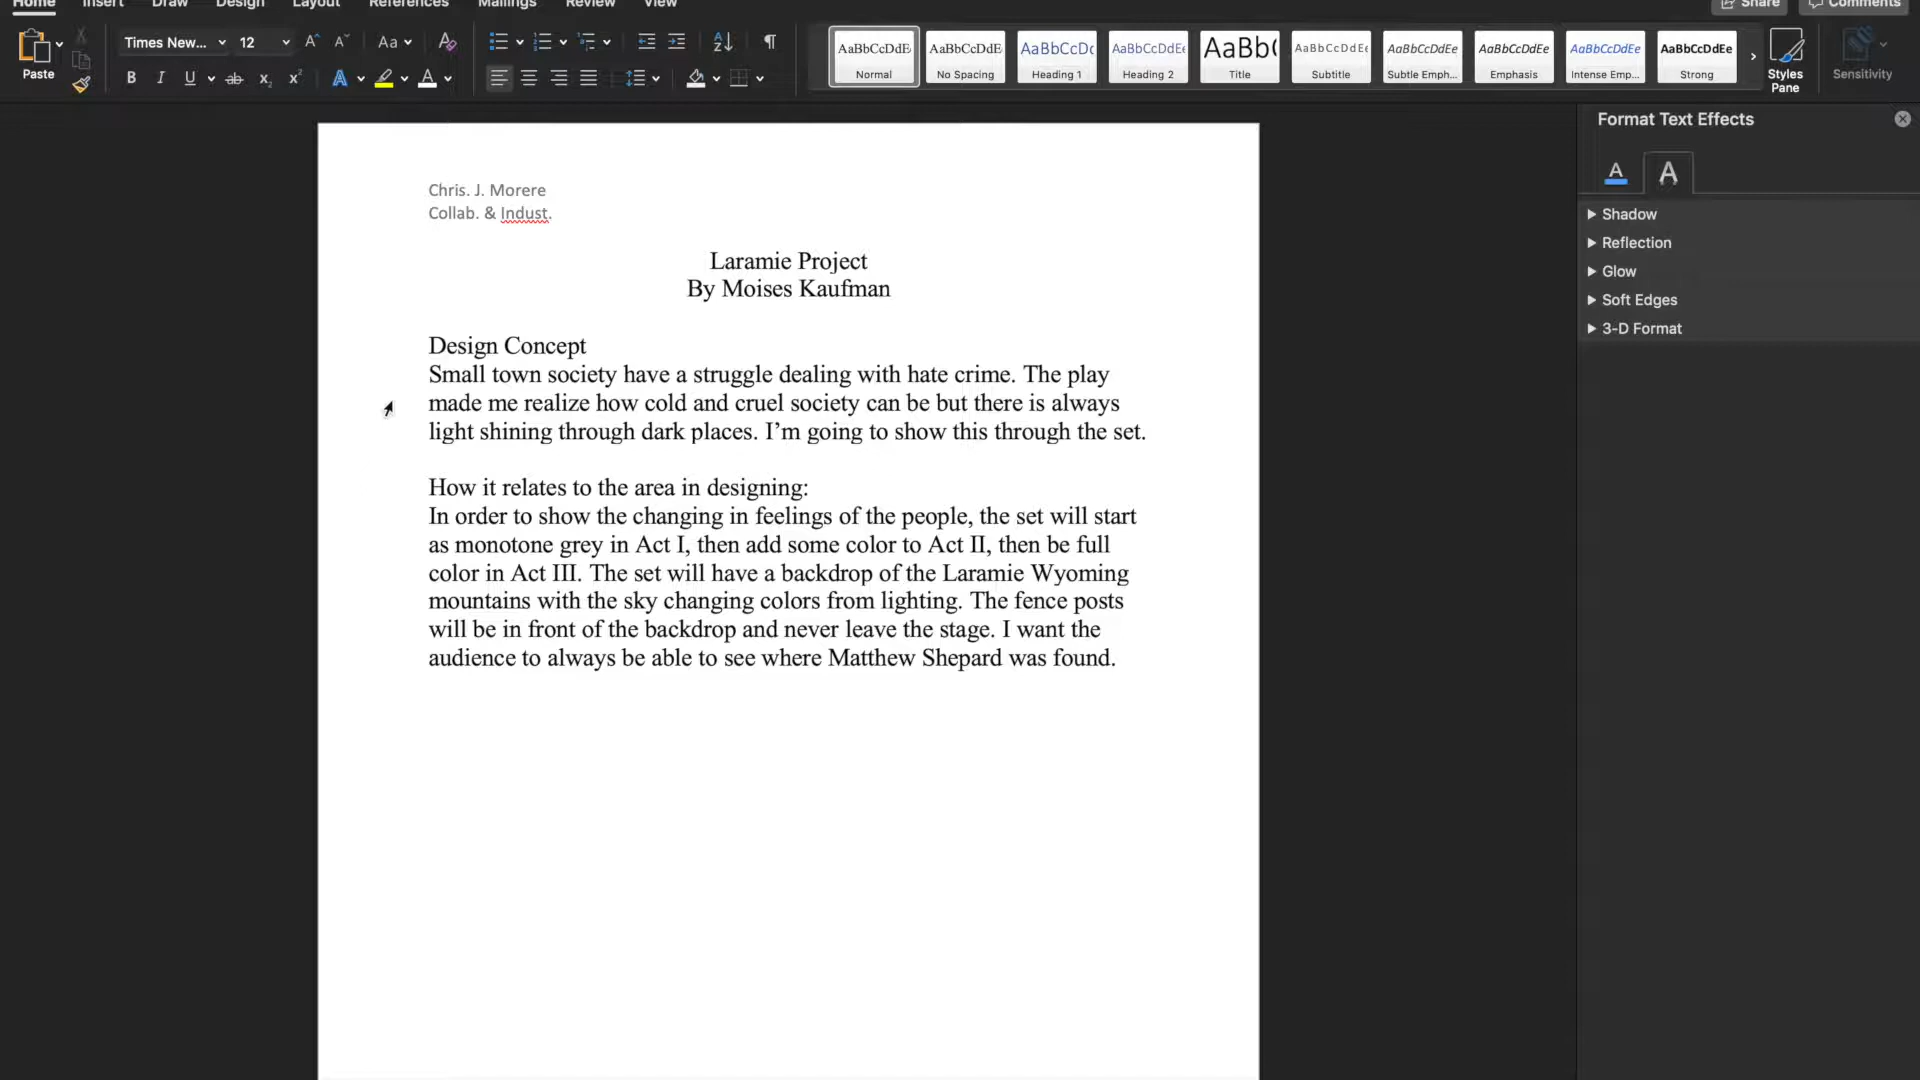 Home Insert Draw Design Layout References Mailings Review View Share Comments
Paste
Times New... 12 Aa
B I U ab x₂ x² A A
AaBbCcDdE AaBbCcDdE AaBbCcDc AaBbCcDdEe AaBb( AaBbCcDdEe AaBbCcDdEe AaBbCcDdEe AaBbCcDdEe AaBbCcDdEe
Normal No Spacing Heading 1 Heading 2 Title Subtitle Subtle Emph... Emphasis Intense Emp... Strong
Styles
Pane
Sensitivity
Chris. J. Morere
Collab. & Indust.
Laramie Project
By Moises Kaufman
Design Concept
Small town society have a struggle dealing with hate crime. The play
made me realize how cold and cruel society can be but there is always
light shining through dark places. I’m going to show this through the set.
How it relates to the area in designing:
In order to show the changing in feelings of the people, the set will start
as monotone grey in Act I, then add some color to Act II, then be full
color in Act III. The set will have a backdrop of the Laramie Wyoming
mountains with the sky changing colors from lighting. The fence posts
will be in front of the backdrop and never leave the stage. I want the
audience to always be able to see where Matthew Shepard was found.
Format Text Effects
A A
Shadow
Reflection
Glow
Soft Edges
3-D Format